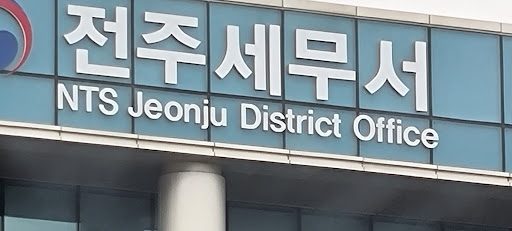 전주세무서
NTS Jeonju District Office